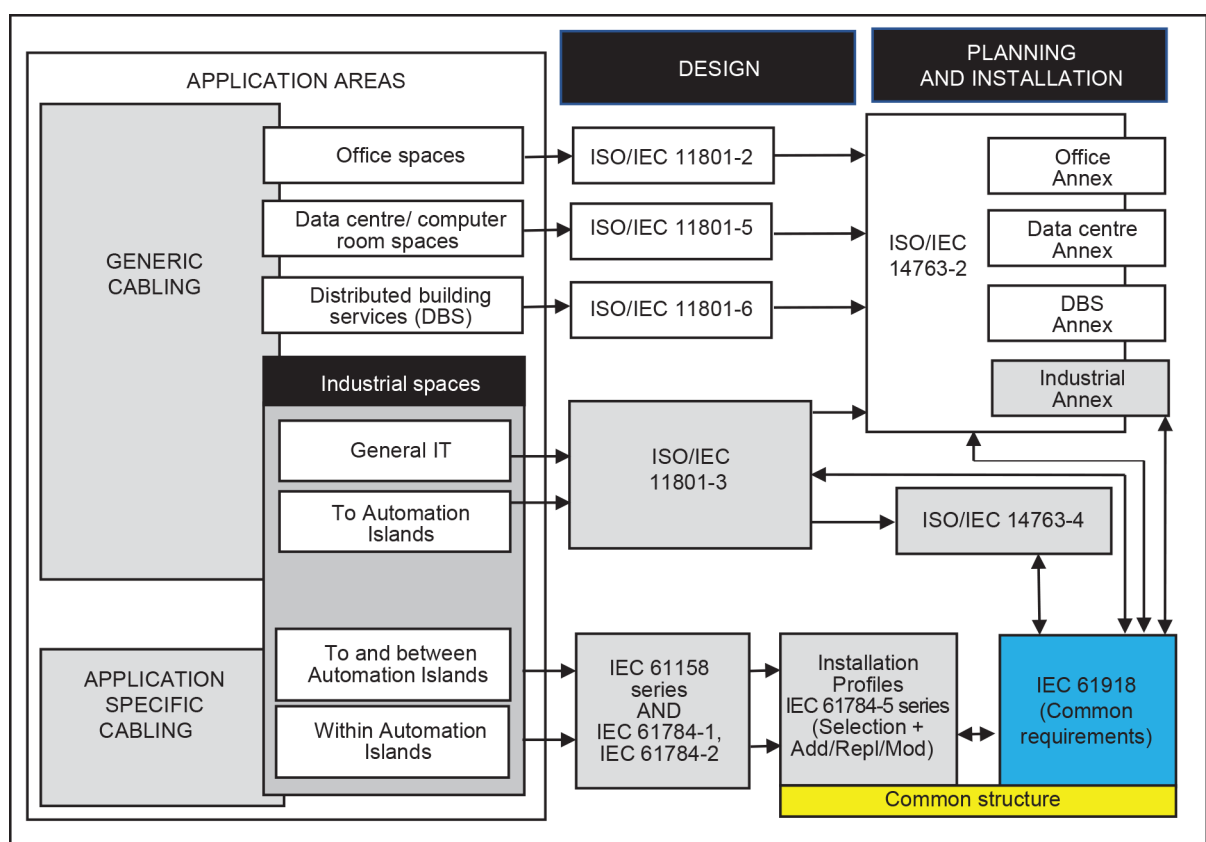 APPLICATION AREAS
DESIGN
PLANNING
AND INSTALLATION
GENERIC
CABLING
Office spaces
ISO/IEC 11801-2
Data centre/ computer
room spaces
ISO/IEC 11801-5
Distributed building
services (DBS)
ISO/IEC 11801-6
ISO/IEC
14763-2
Office
Annex
Data centre
Annex
DBS
Annex
Industrial
Annex
Industrial spaces
General IT
To Automation
Islands
ISO/IEC
11801-3
ISO/IEC 14763-4
APPLICATION
SPECIFIC
CABLING
To and between
Automation Islands
Within Automation
Islands
IEC 61158
series
AND
IEC 61784-1,
IEC 61784-2
Installation
Profiles
IEC 61784-5 series
(Selection +
Add/Repl/Mod)
IEC 61918
(Common
requirements)
Common structure